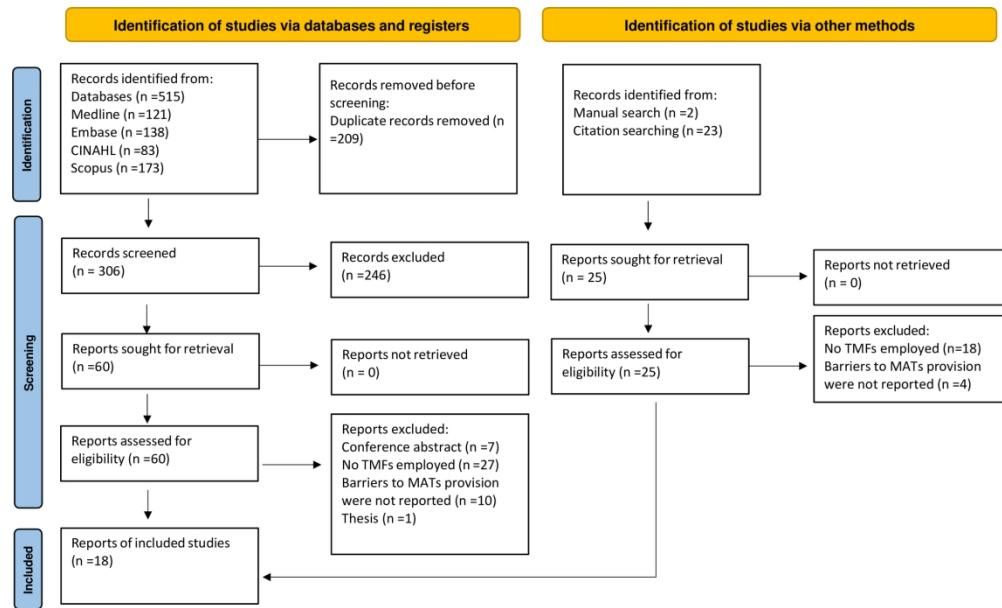 Identification of studies via databases and registers
Identification of studies via other methods
Identification
Records identified from:
Databases (n =515)
Medline (n =121)
Embase (n =138)
CINAHL (n =83)
Scopus (n =173)
Records removed before
screening:
Duplicate records removed (n
=209)
Records identified from:
Manual search (n =2)
Citation searching (n =23)
Screening
Records screened
(n = 306)
Records excluded
(n =246)
Reports sought for retrieval
(n = 25)
Reports not retrieved
(n = 0)
Reports sought for retrieval
(n =60)
Reports not retrieved
(n = 0)
Reports assessed for
eligibility (n =25)
Reports excluded:
No TMFs employed (n=18)
Barriers to MATs provision
were not reported (n =4)
Reports assessed for
eligibility (n =60)
Reports excluded:
Conference abstract (n =7)
No TMFs employed (n =27)
Barriers to MATs provision
were not reported (n =10)
Thesis (n =1)
Included
Reports of included studies
(n =18)